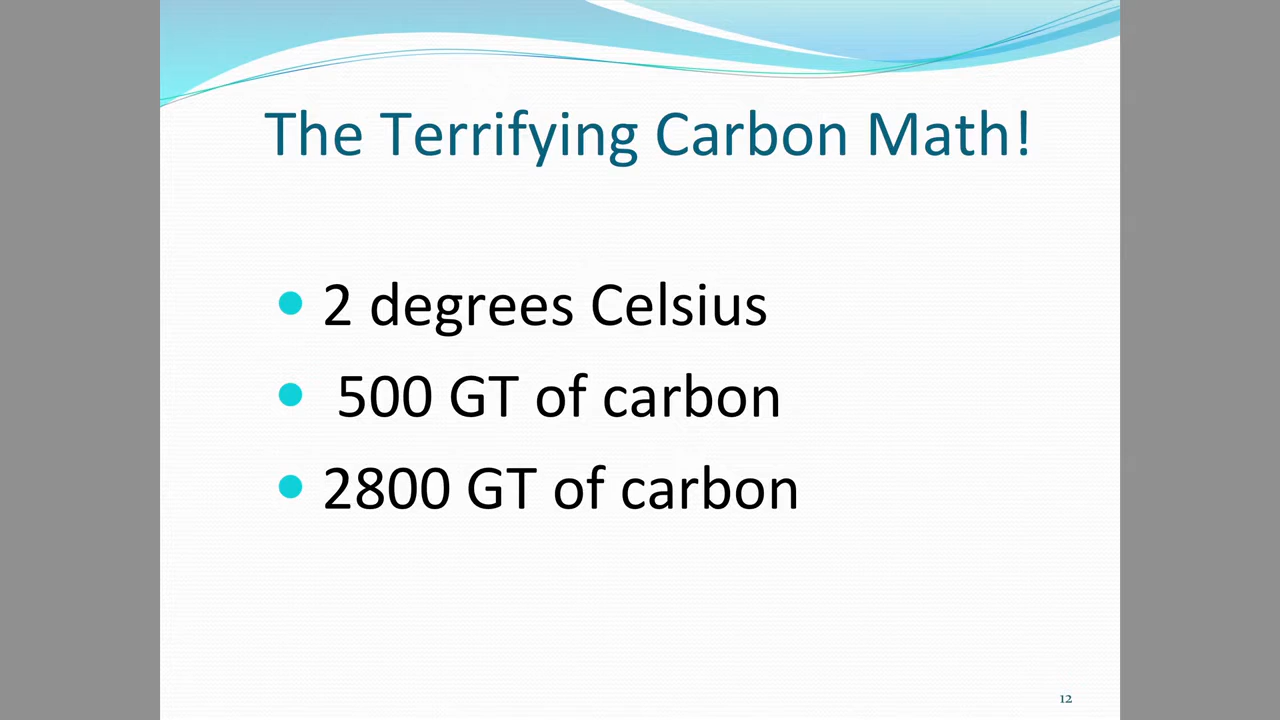 The Terrifying Carbon Math!
• 2 degrees Celsius
• 500 GT of carbon
• 2800 GT of carbon
12